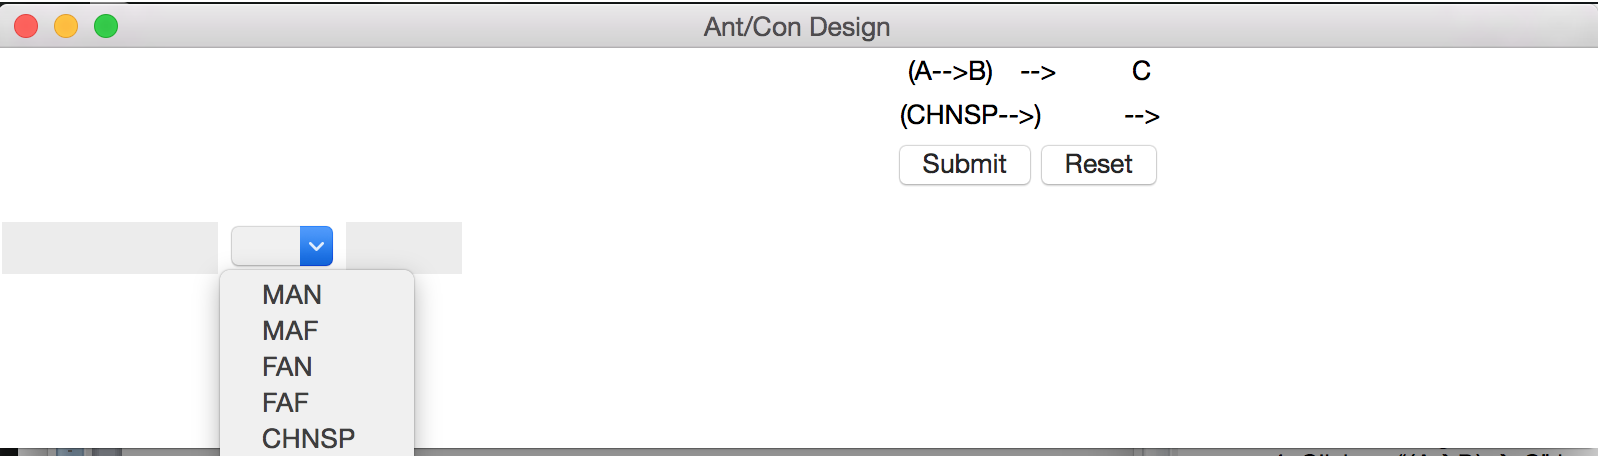 Ant/Con Design
(A-->B) --> C
(CHNSP-->) -->
Submit Reset
MAN
MAF
FAN
FAF
CHNSP